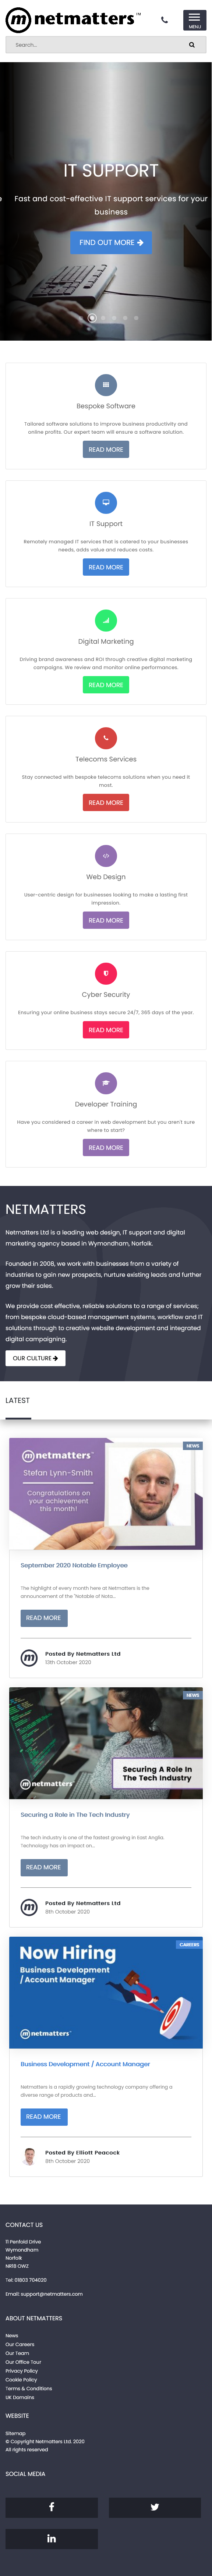 netmatters™
MENU
Search...
IT SUPPORT
Fast and cost-effective IT support services for your
business
FIND OUT MORE
Bespoke Software
Tailored software solutions to improve business productivity and
online profits. Our expert team will ensure a software solution.
READ MORE
IT Support
Remotely managed IT services that is catered to your businesses
needs, adds value and reduces costs.
READ MORE
Digital Marketing
Driving brand awareness and ROI through creative digital marketing
campaigns. We review and monitor online performances.
READ MORE
Telecoms Services
Stay connected with bespoke telecoms solutions when you need it
most.
READ MORE
Web Design
User-centric design for businesses looking to make a lasting first
impression.
READ MORE
Cyber Security
Ensuring your online business stays secure 24/7, 365 days of the year.
READ MORE
Developer Training
Have you considered a career in web development but you aren't sure
where to start?
READ MORE
NETMATTERS
Netmatters Ltd is a leading web design, IT support and digital
marketing agency based in Wymondham, Norfolk.
Founded in 2008, we work with businesses from a variety of
industries to gain new prospects, nurture existing leads and further
grow their sales.
We provide cost effective, reliable solutions to a range of services;
from bespoke cloud-based management systems, workflow and IT
solutions through to creative website development and integrated
digital campaigning.
OUR CULTURE
LATEST
NEWS
netmatters
Stefan Lynn-Smith
Congratulations on
your achievement
this month!
September 2020 Notable Employee
The highlight of every month here at Netmatters is the
announcement of the 'Notable of Nota...
READ MORE
Posted By Netmatters Ltd
13th October 2020
NEWS
Securing A Role In
The Tech Industry
netmatters
Securing a Role in The Tech Industry
The tech industry is one of the fastest growing in East Anglia.
Technology has an impact on...
READ MORE
Posted By Netmatters Ltd
8th October 2020
CAREERS
Now Hiring
Business Development
/ Account Manager
netmatters
Business Development / Account Manager
Netmatters is a rapidly growing technology company offering a
diverse range of products and...
READ MORE
Posted By Elliott Peacock
8th October 2020
CONTACT US
11 Penfold Drive
Wymondham
Norfolk
NR18 0WZ
Tel: 01603 704020
Email: support@netmatters.com
ABOUT NETMATTERS
News
Our Careers
Our Team
Our Office Tour
Privacy Policy
Cookie Policy
Terms & Conditions
UK Domains
WEBSITE
Sitemap
© Copyright Netmatters Ltd. 2020
All rights reserved
SOCIAL MEDIA